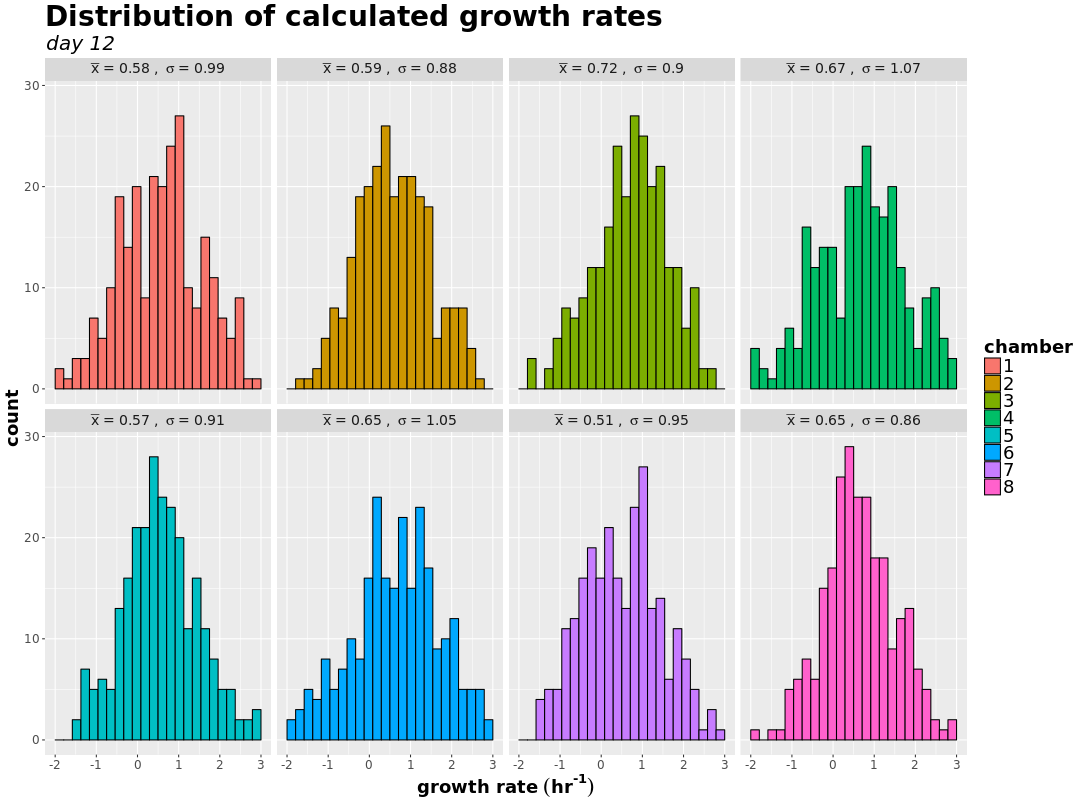 Distribution of calculated growth rates
day 12
x̅ = 0.58 , σ = 0.99
x̅ = 0.59 , σ = 0.88
x̅ = 0.72 , σ = 0.9
x̅ = 0.67 , σ = 1.07
30
20
10
0
x̅ = 0.57 , σ = 0.91
x̅ = 0.65 , σ = 1.05
x̅ = 0.51 , σ = 0.95
x̅ = 0.65 , σ = 0.86
30
20
10
0
-2 -1 0 1 2 3
-2 -1 0 1 2 3
-2 -1 0 1 2 3
-2 -1 0 1 2 3
count
growth rate (hr⁻¹)
chamber
1
2
3
4
5
6
7
8